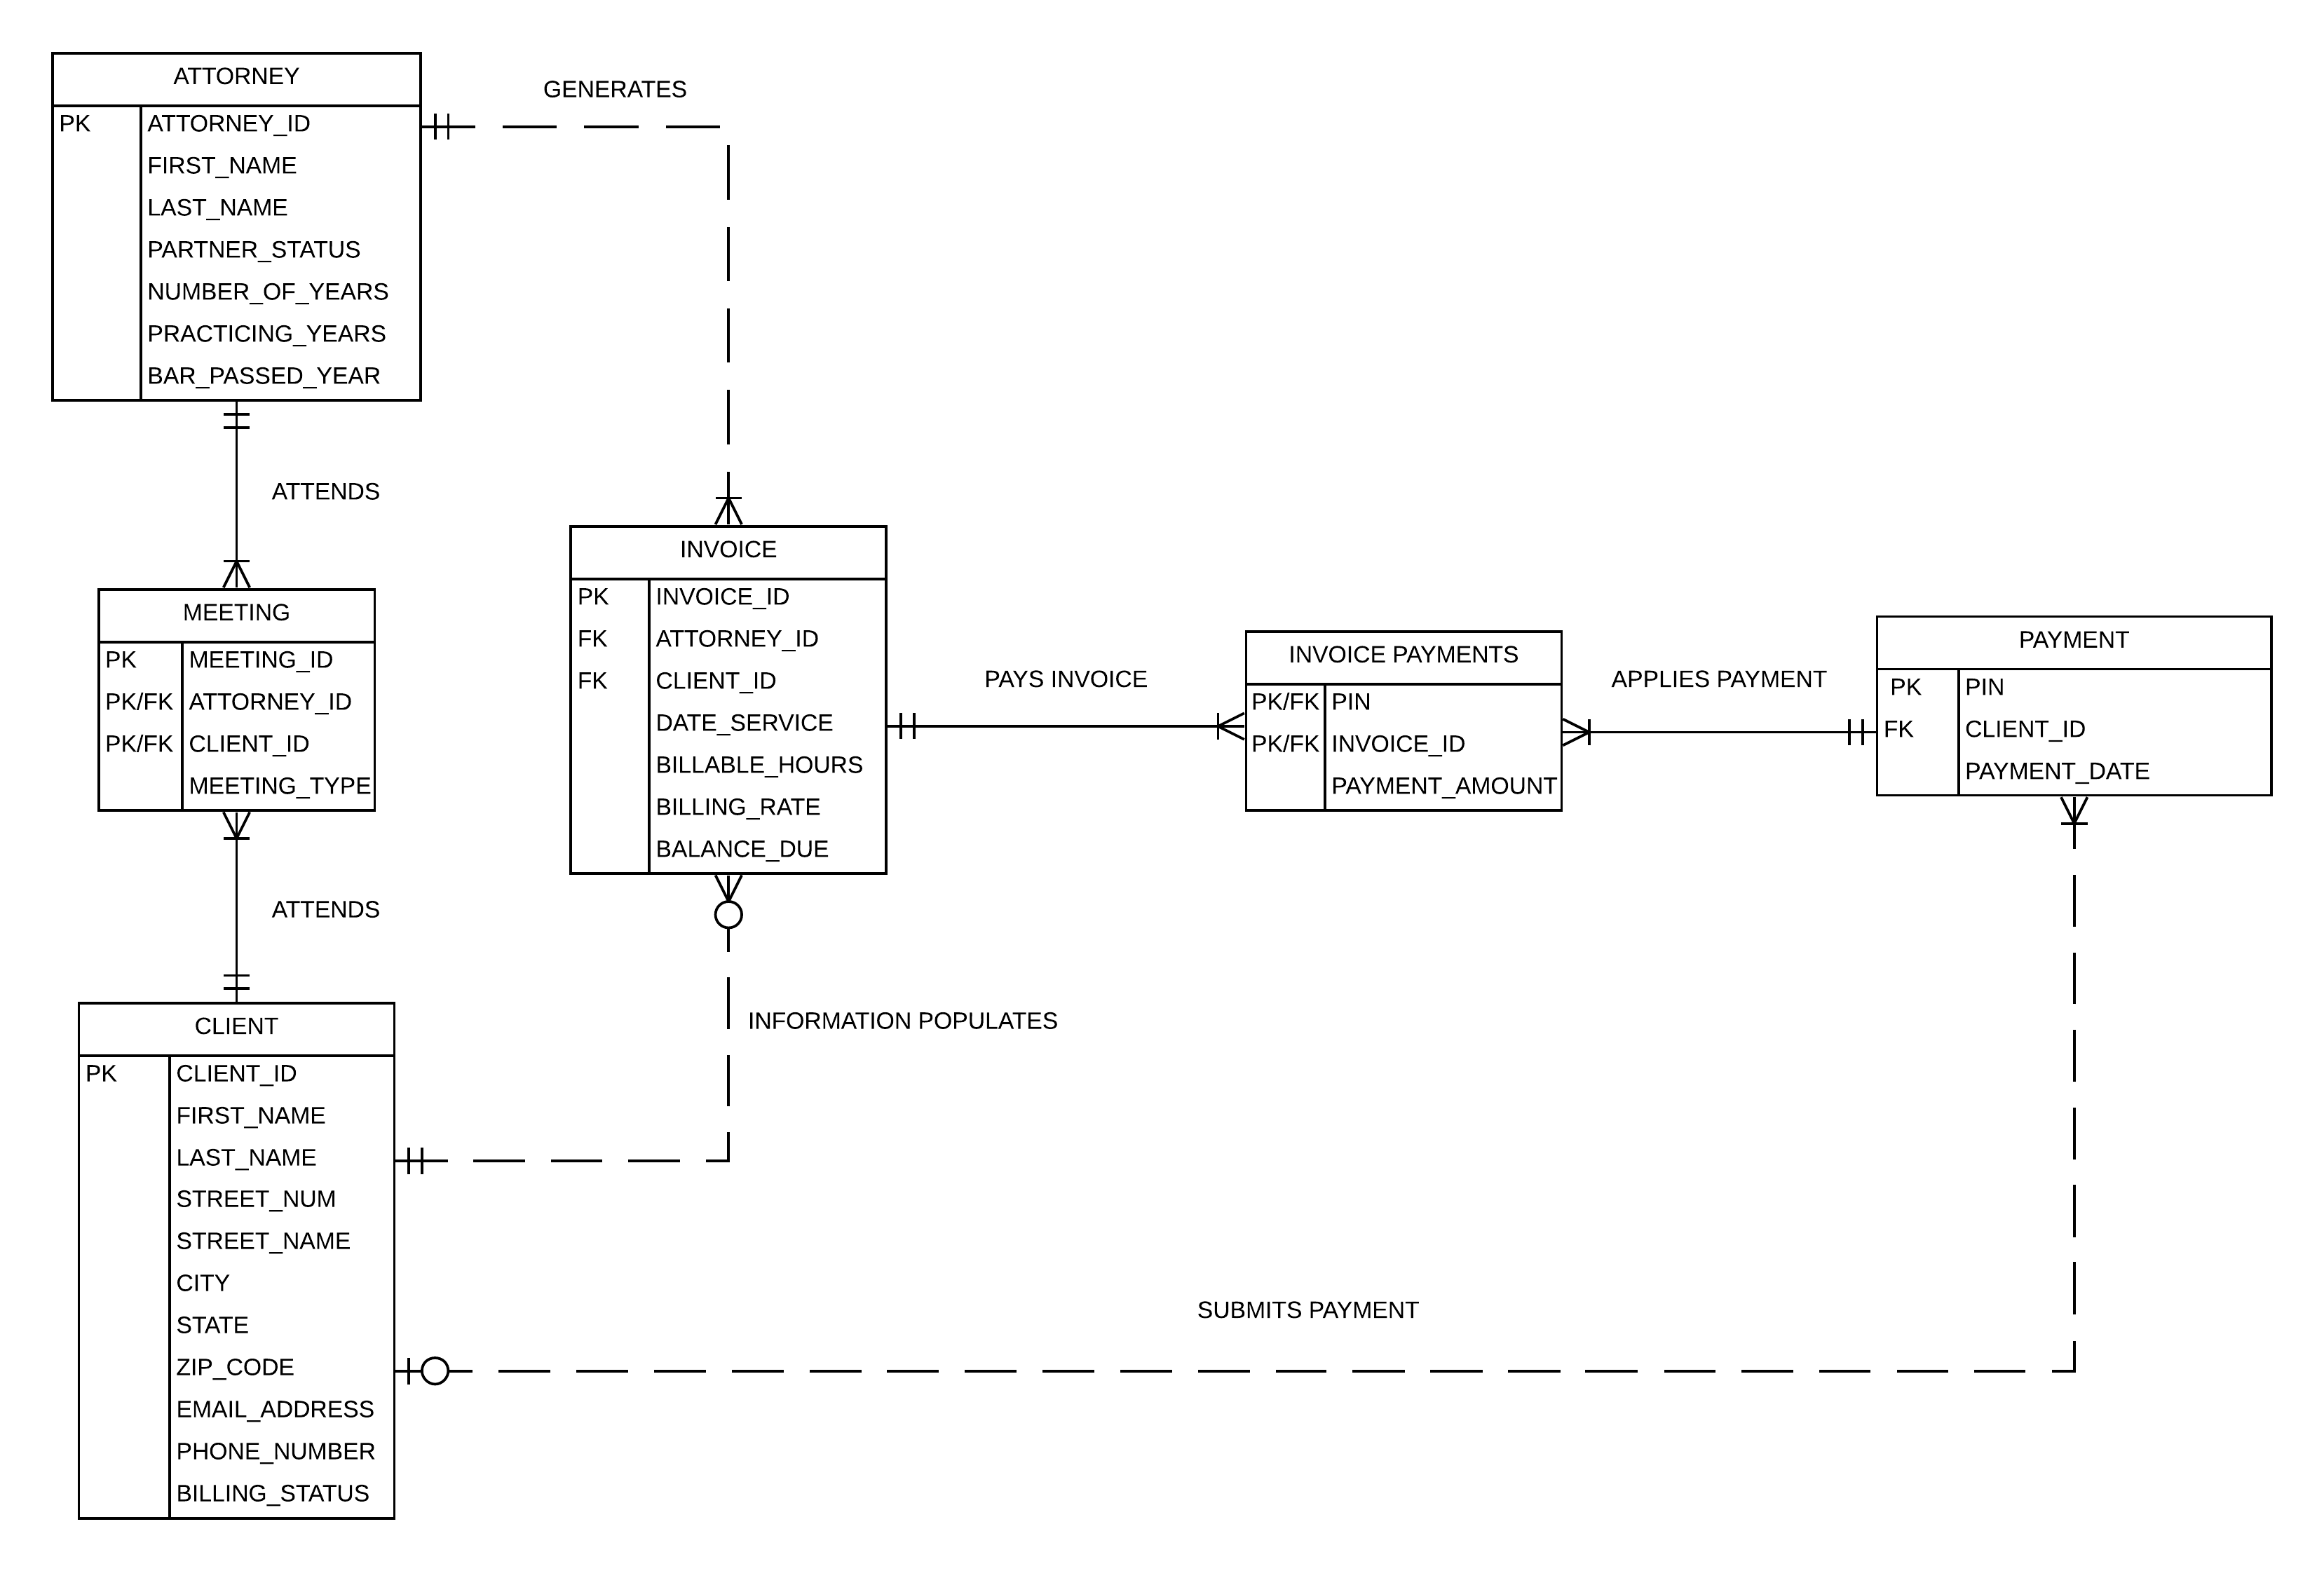 ATTORNEY
PK ATTORNEY_ID
FIRST_NAME
LAST_NAME
PARTNER_STATUS
NUMBER_OF_YEARS
PRACTICING_YEARS
BAR_PASSED_YEAR
GENERATES
ATTENDS
MEETING
PK MEETING_ID
PK/FK ATTORNEY_ID
PK/FK CLIENT_ID
MEETING_TYPE
ATTENDS
INVOICE
PK INVOICE_ID
FK ATTORNEY_ID
FK CLIENT_ID
DATE_SERVICE
BILLABLE_HOURS
BILLING_RATE
BALANCE_DUE
PAYS INVOICE
INVOICE PAYMENTS
PK/FK PIN
PK/FK INVOICE_ID
PAYMENT_AMOUNT
APPLIES PAYMENT
PAYMENT
PK PIN
FK CLIENT_ID
PAYMENT_DATE
INFORMATION POPULATES
CLIENT
PK CLIENT_ID
FIRST_NAME
LAST_NAME
STREET_NUM
STREET_NAME
CITY
STATE
ZIP_CODE
EMAIL_ADDRESS
PHONE_NUMBER
BILLING_STATUS
SUBMITS PAYMENT